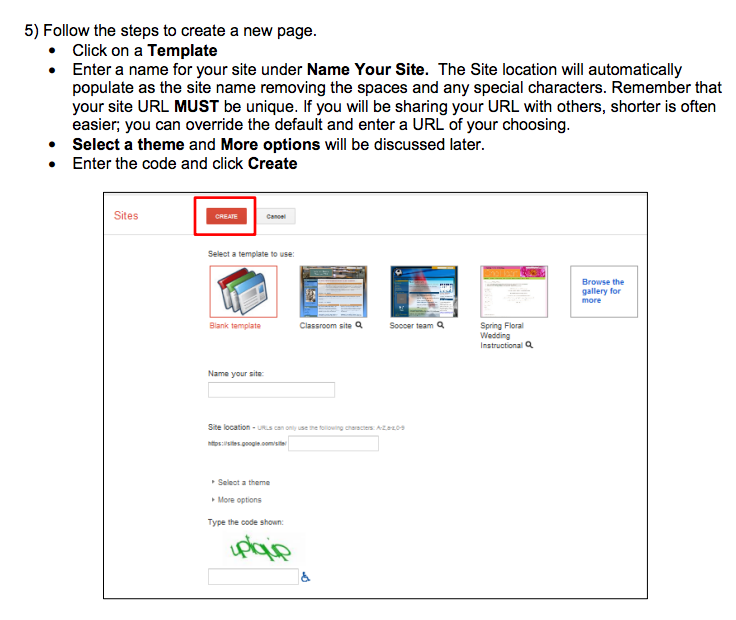 5) Follow the steps to create a new page.
• Click on a Template
• Enter a name for your site under Name Your Site.  The Site location will automatically
populate as the site name removing the spaces and any special characters. Remember that
your site URL MUST be unique. If you will be sharing your URL with others, shorter is often
easier; you can override the default and enter a URL of your choosing.
• Select a theme and More options will be discussed later.
• Enter the code and click Create
Sites CREATE Cancel
Select a template to use:
Browse the
gallery for
more
Blank template Classroom site Soccer team Spring Floral
Wedding
Instructional
Name your site:
Site location - URLs can only use the following characters: A-Z,a-z,0-9
https://sites.google.com/site/
Select a theme
More options
Type the code shown: